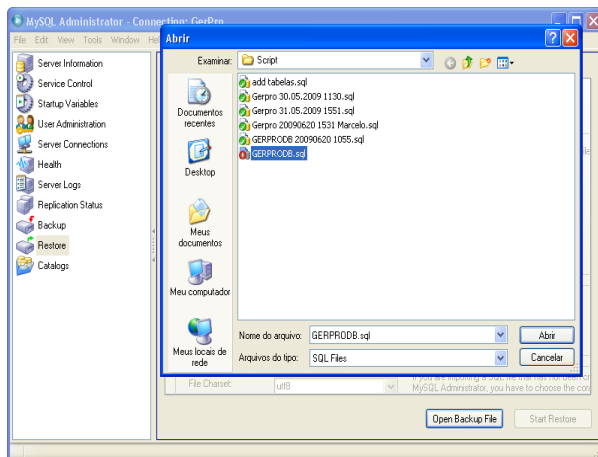 MySQL Administrator - Connection: GerPro
File Edit View Tools Window Hel
Server Information
Service Control
Startup Variables
User Administration
Server Connections
Health
Server Logs
Replication Status
Backup
Restore
Catalogs
Abrir
Examinar: Script
add tabelas.sql
Gerpro 30.05.2009 1130.sql
Gerpro 31.05.2009 1551.sql
Gerpro 20090620 1531 Marcelo.sql
GERPRODB 20090620 1055.sql
GERPRODB.sql
Documentos
recentes
Desktop
Meus
documentos
Meu computador
Meus locais de
rede
Nome do arquivo: GERPRODB.sql Abrir
Arquivos do tipo: SQL Files Cancelar
File Charset: utf8
MySQL Administrator, you have to choose the
Open Backup File Start Restore